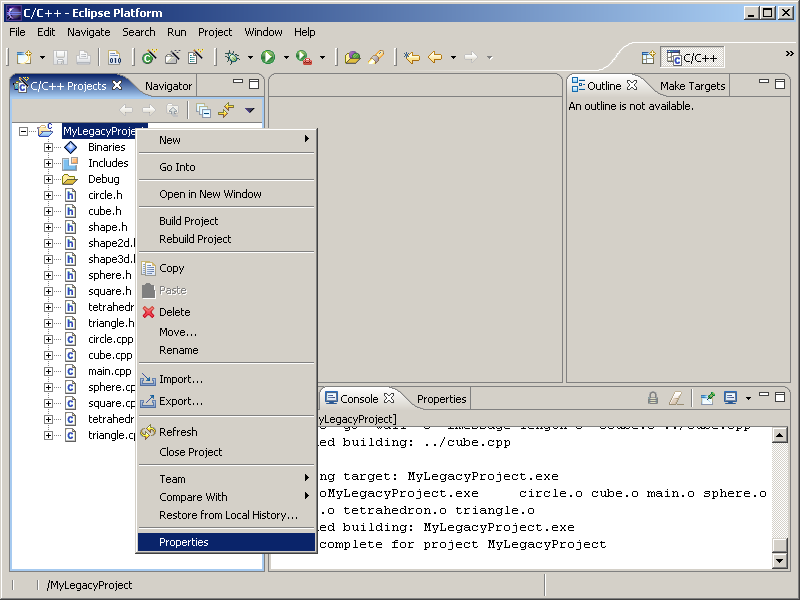 C/C++ - Eclipse Platform
File Edit Navigate Search Run Project Window Help
010
C/C++
»
C/C++ Projects Navigator
Outline Make Targets
An outline is not available.
MyLegacyProjec
Binaries
Includes
Debug
circle.h
cube.h
shape.h
shape2d.h
shape3d.h
sphere.h
square.h
tetrahedr
triangle.h
circle.cpp
cube.cpp
main.cpp
sphere.cp
square.cp
tetrahedr
triangle.cp
New
Go Into
Open in New Window
Build Project
Rebuild Project
Copy
Paste
Delete
Move...
Rename
Import...
Export...
Refresh
Close Project
Team
Compare With
Restore from Local History...
Properties
Console Properties
yLegacyProject]
ed building: ../cube.cpp
ng target: MyLegacyProject.exe
oMyLegacyProject.exe circle.o cube.o main.o sphere.o
.o tetrahedron.o triangle.o
ed building: MyLegacyProject.exe
complete for project MyLegacyProject
/MyLegacyProject